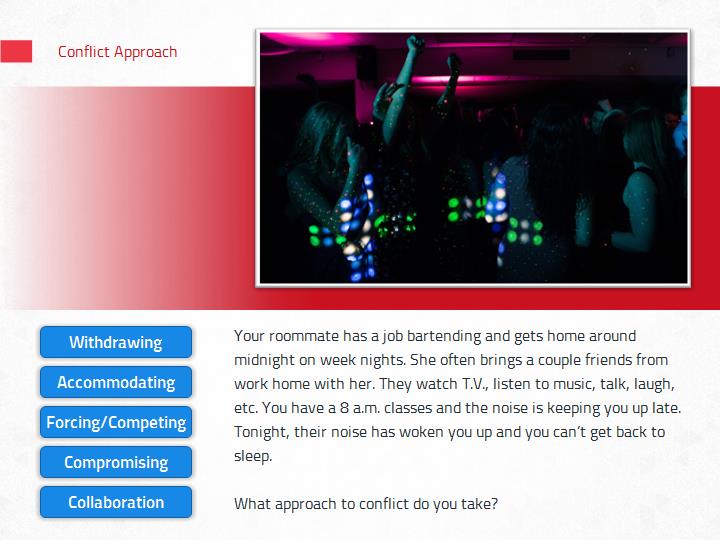 Conflict Approach
Withdrawing
Accommodating
Forcing/Competing
Compromising
Collaboration
Your roommate has a job bartending and gets home around
midnight on week nights. She often brings a couple friends from
work home with her. They watch T.V., listen to music, talk, laugh,
etc. You have a 8 a.m. classes and the noise is keeping you up late.
Tonight, their noise has woken you up and you can’t get back to
sleep.
What approach to conflict do you take?